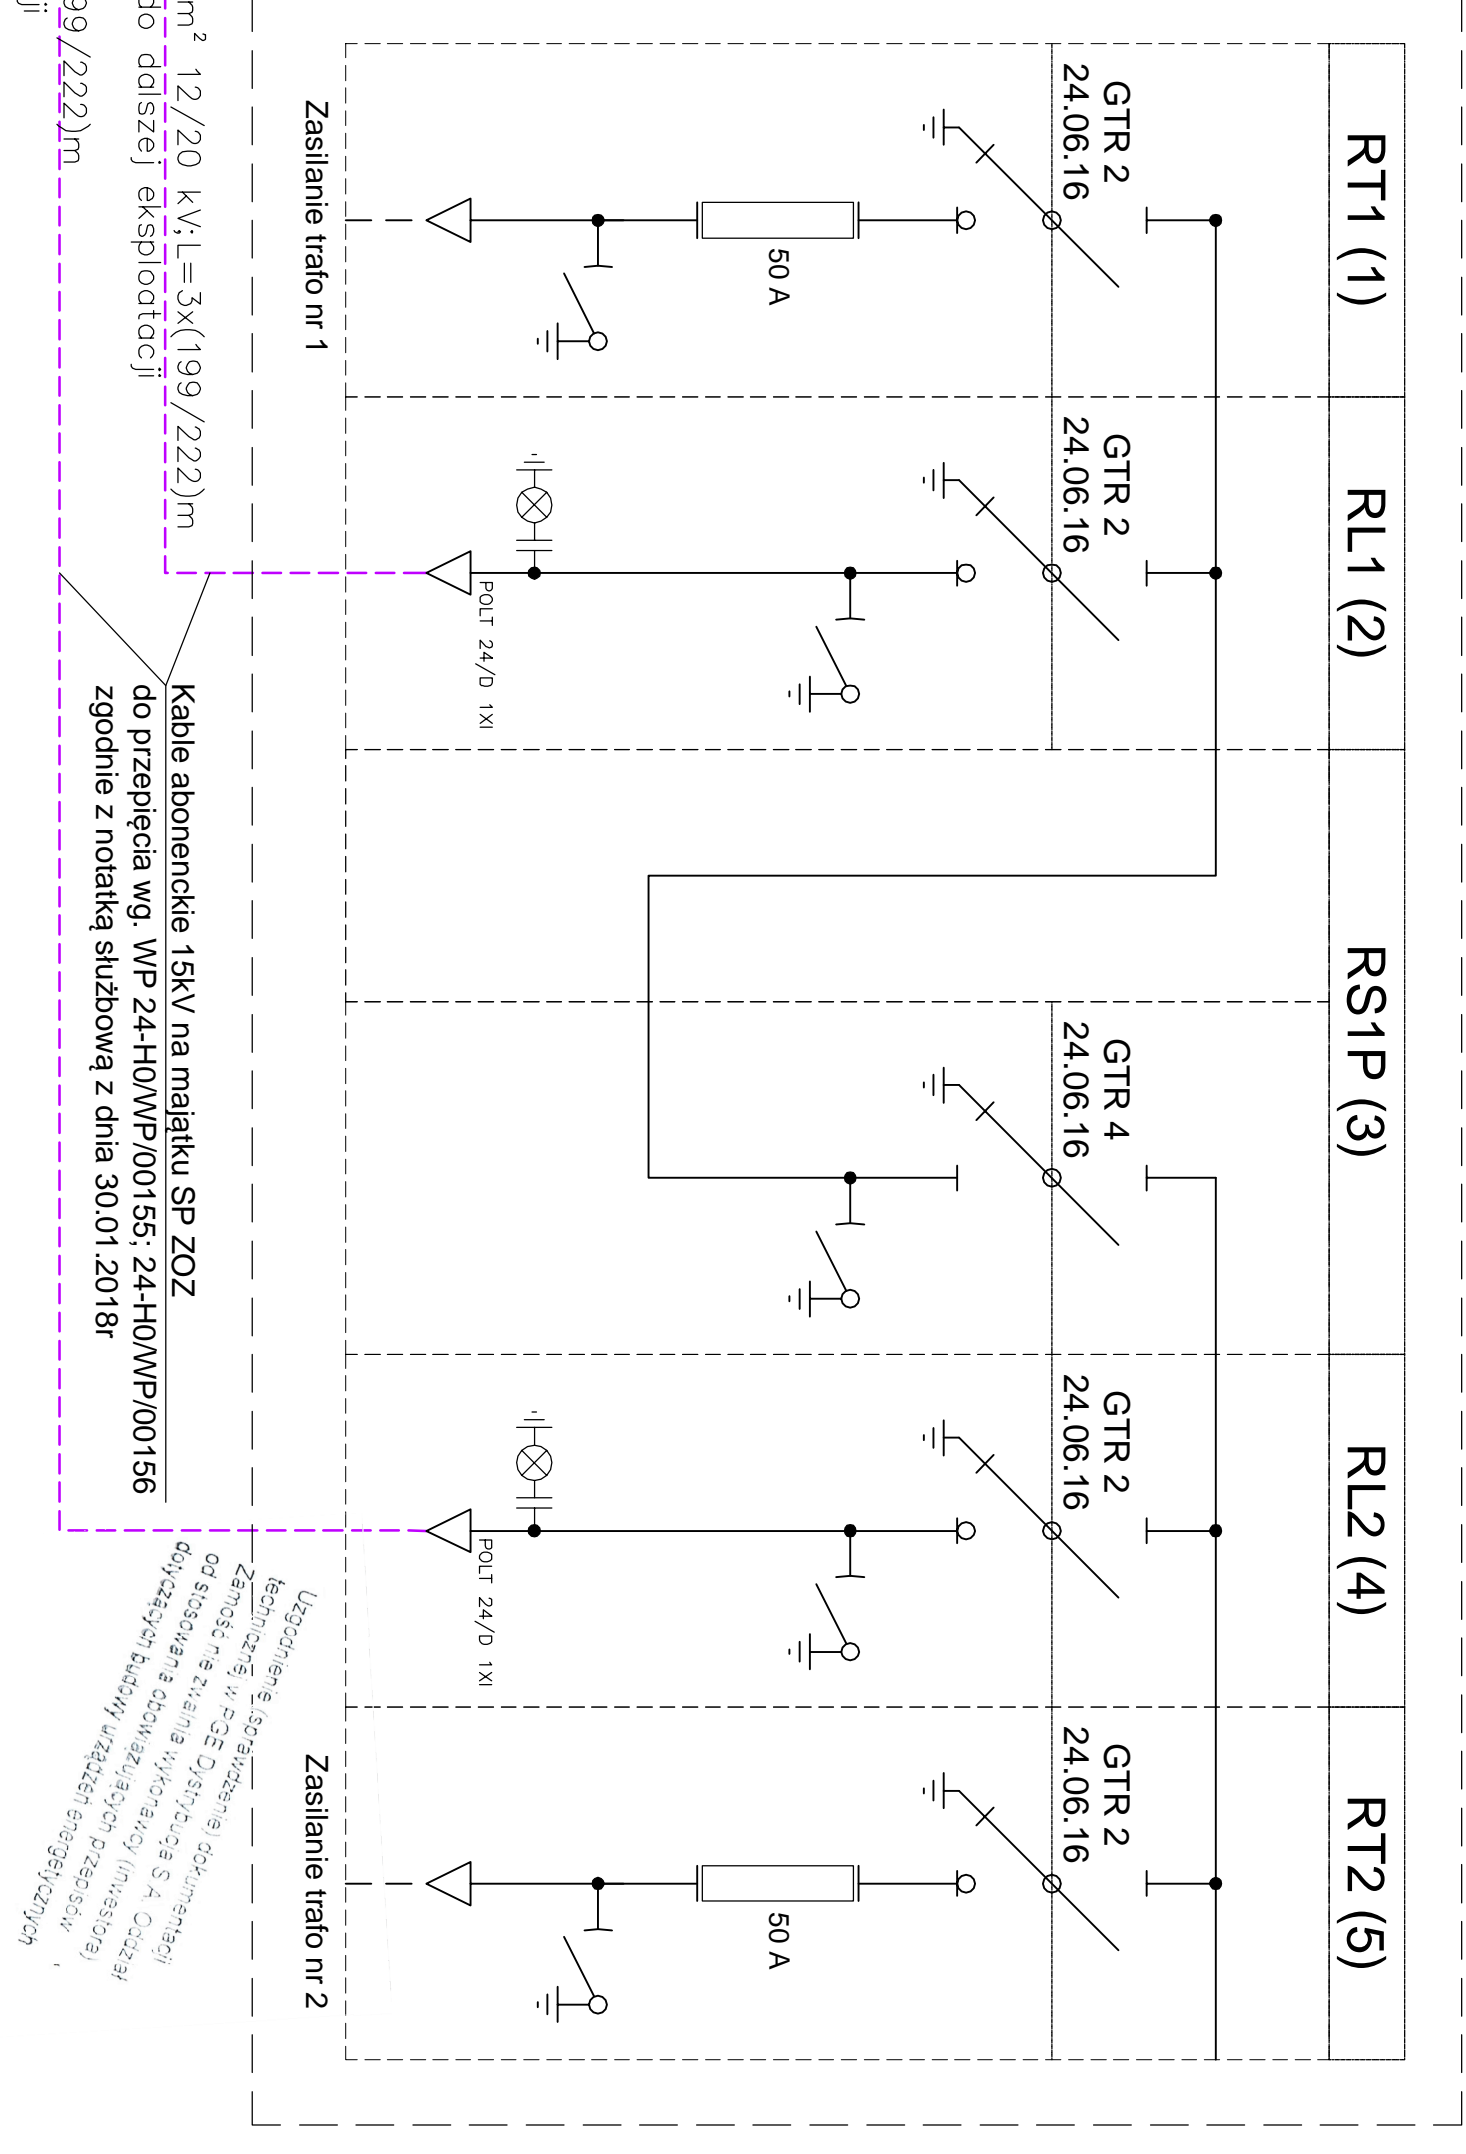 RT1 (1)
RL1 (2)
RS1P (3)
RL2 (4)
RT2 (5)
GTR 2
24.06.16
GTR 2
24.06.16
GTR 4
24.06.16
GTR 2
24.06.16
GTR 2
24.06.16
50 A
50 A
POLT 24/D 1XI
POLT 24/D 1XI
Zasilanie trafo nr 1
Zasilanie trafo nr 2
m² 12/20 kV; L=3x(199/222)m
do dalszej eksploatacji
99/222)m
ji
Kable abonenckie 15kV na majątku SP ZOZ
do przepięcia wg. WP 24-H0/WP/00155; 24-H0/WP/00156
zgodnie z notatką służbową z dnia 30.01.2018r
Uzgodnienie (sprawdzenie) dokumentacji
technicznej w PGE Dystrybucja S.A. Oddział
Zamość nie zwalnia wykonawcy (inwestora)
od stosowania obowiązujących przepisów
dotyczących budowy urządzeń energetycznych